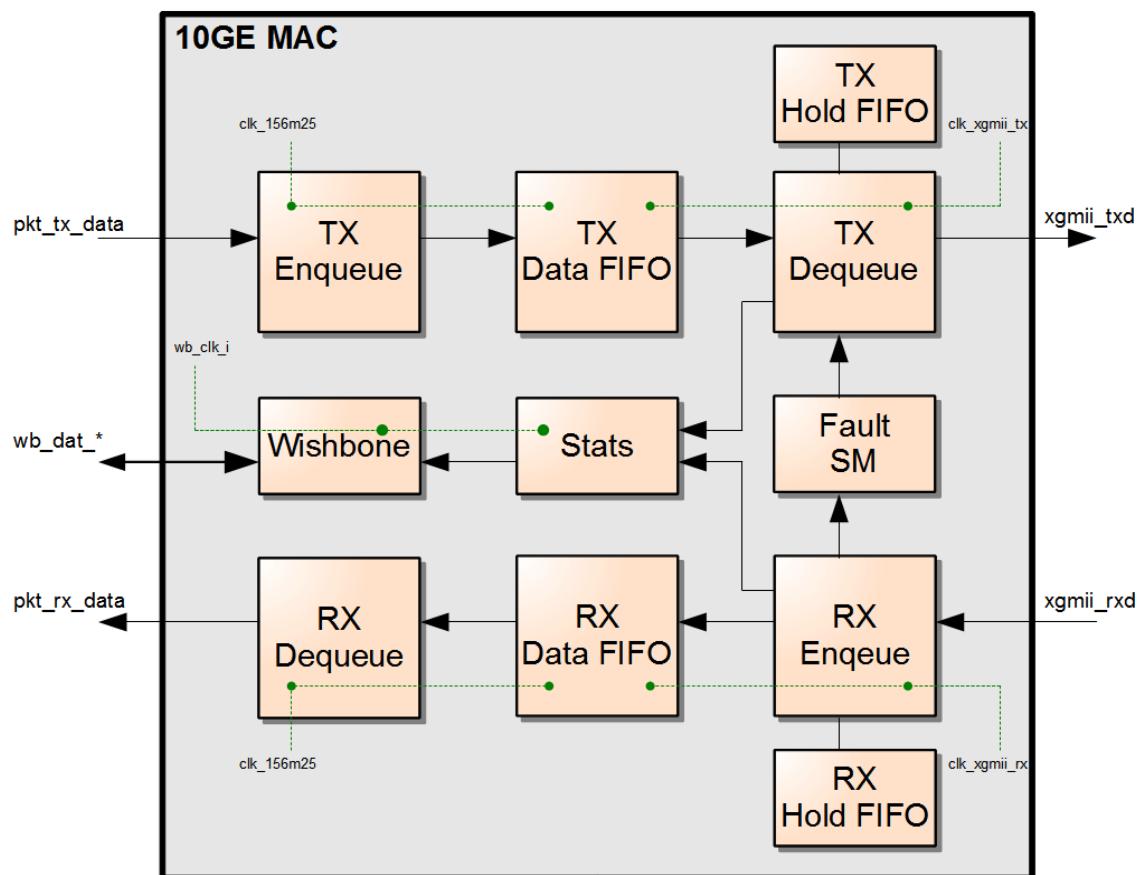 10GE MAC
TX
Hold FIFO
clk_156m25
clk_xgmii_tx
pkt_tx_data
TX
Enqueue
TX
Data FIFO
TX
Dequeue
xgmii_txd
wb_clk_i
wb_dat_*
Wishbone
Stats
Fault
SM
pkt_rx_data
RX
Dequeue
RX
Data FIFO
RX
Enqeue
xgmii_rxd
clk_156m25
clk_xgmii_rx
RX
Hold FIFO